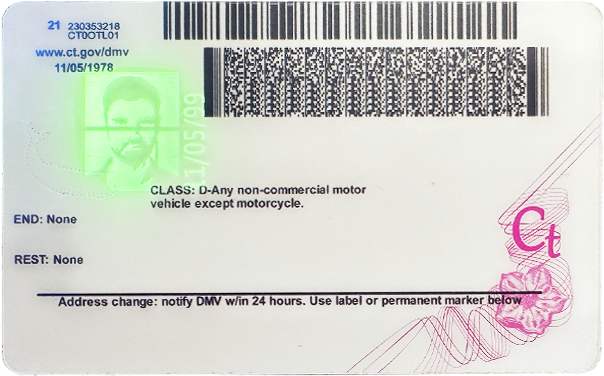 21 230353218
CT0OTL01
www.ct.gov/dmv
11/05/1978
11/05/99
CLASS: D-Any non-commercial motor
vehicle except motorcycle.
END: None
REST: None
Ct
Address change: notify DMV w/in 24 hours. Use label or permanent marker below